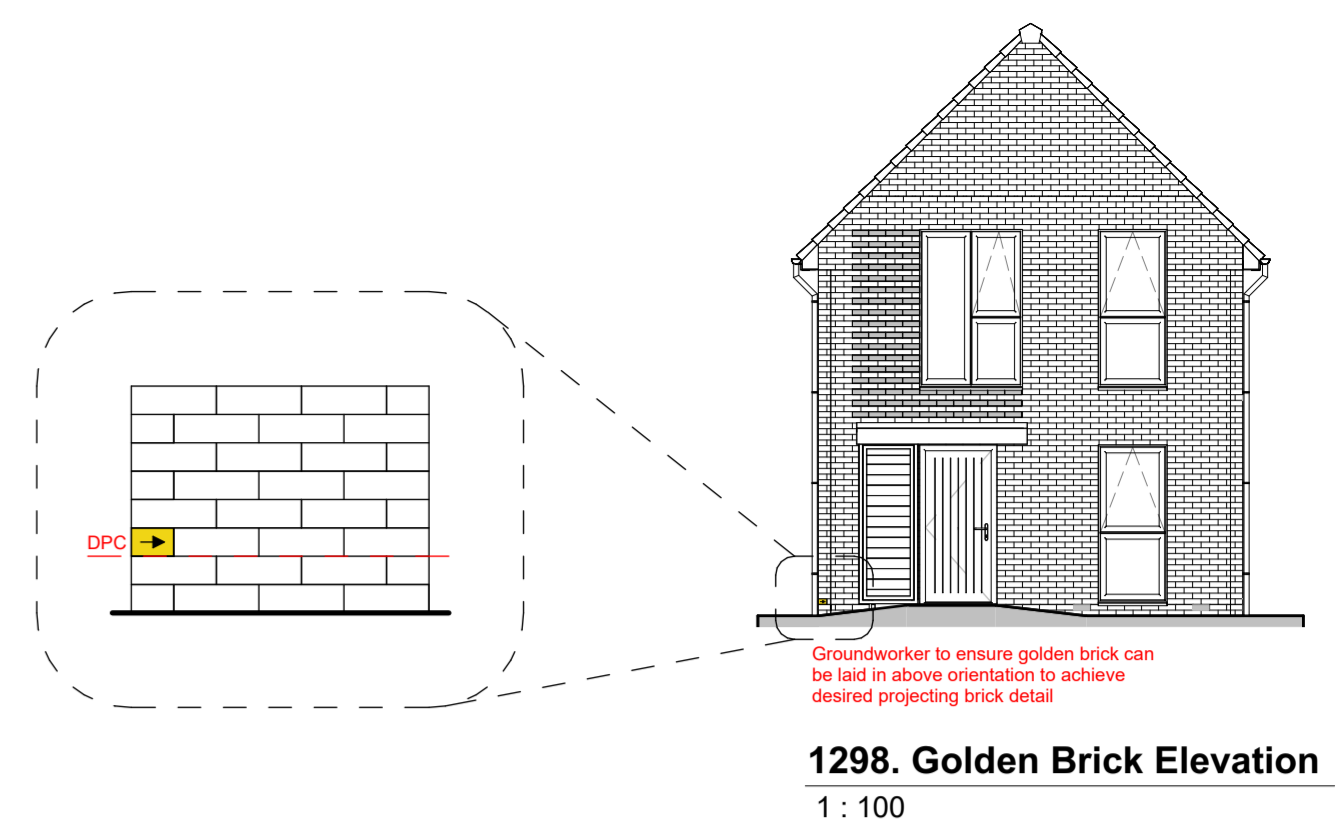 DPC
Groundworker to ensure golden brick can
be laid in above orientation to achieve
desired projecting brick detail
1298. Golden Brick Elevation
1 : 100